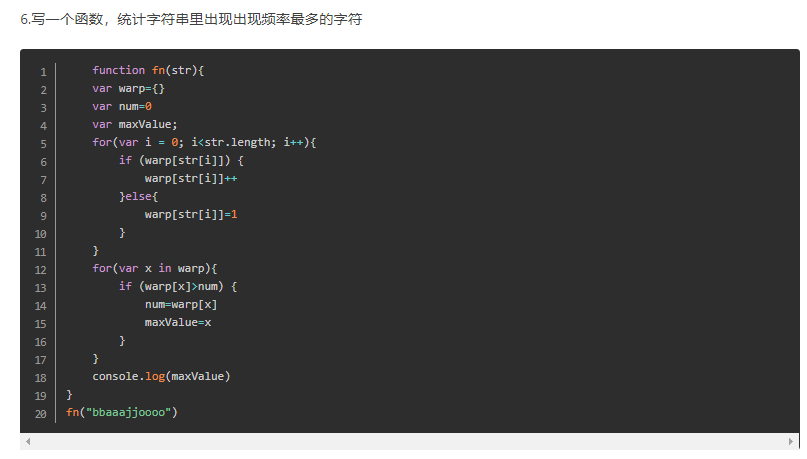 6.写一个函数，统计字符串里出现出现频率最多的字符
1 function fn(str){
2 var warp={}
3 var num=0
4 var maxValue;
5 for(var i = 0; i<str.length; i++){
6 if (warp[str[i]]) {
7 warp[str[i]]++
8 }else{
9 warp[str[i]]=1
10 }
11 }
12 for(var x in warp){
13 if (warp[x]>num) {
14 num=warp[x]
15 maxValue=x
16 }
17 }
18 console.log(maxValue)
19 }
20 fn("bbaaajjoooo")